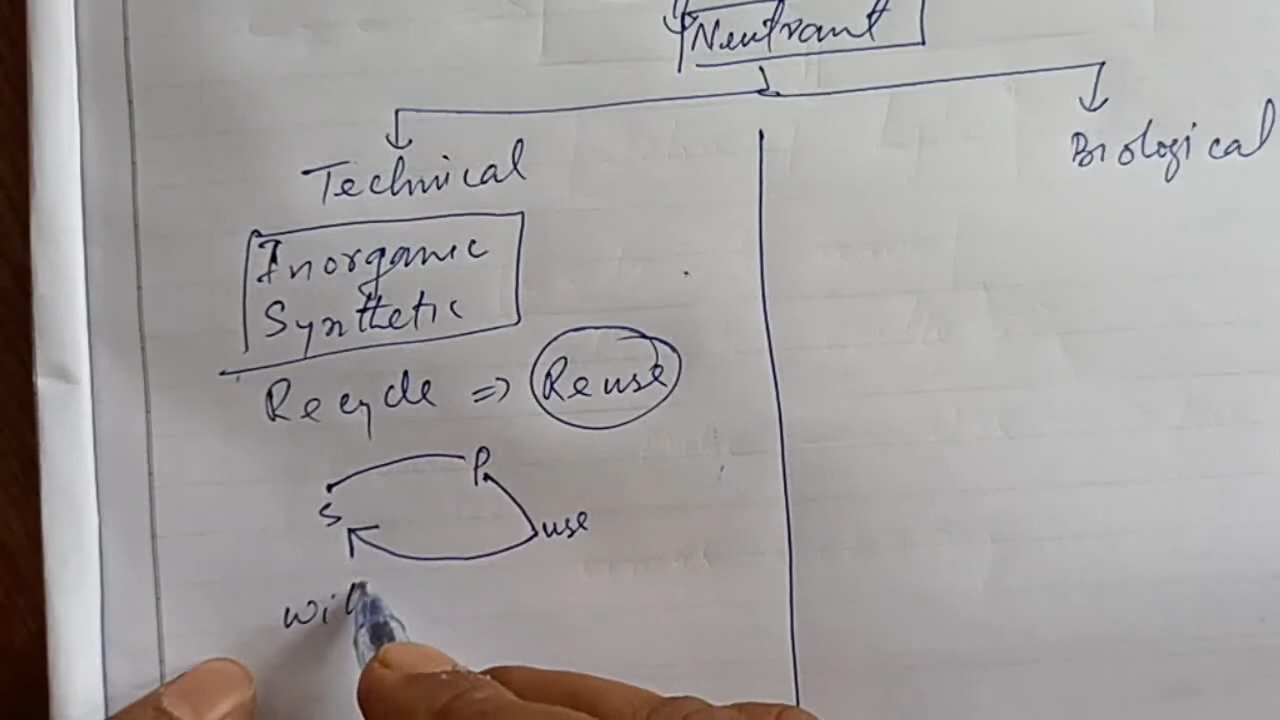 Neutrant
Technical
Biological
Inorganic
Synthetic
Recycle => Reuse
P
S
use